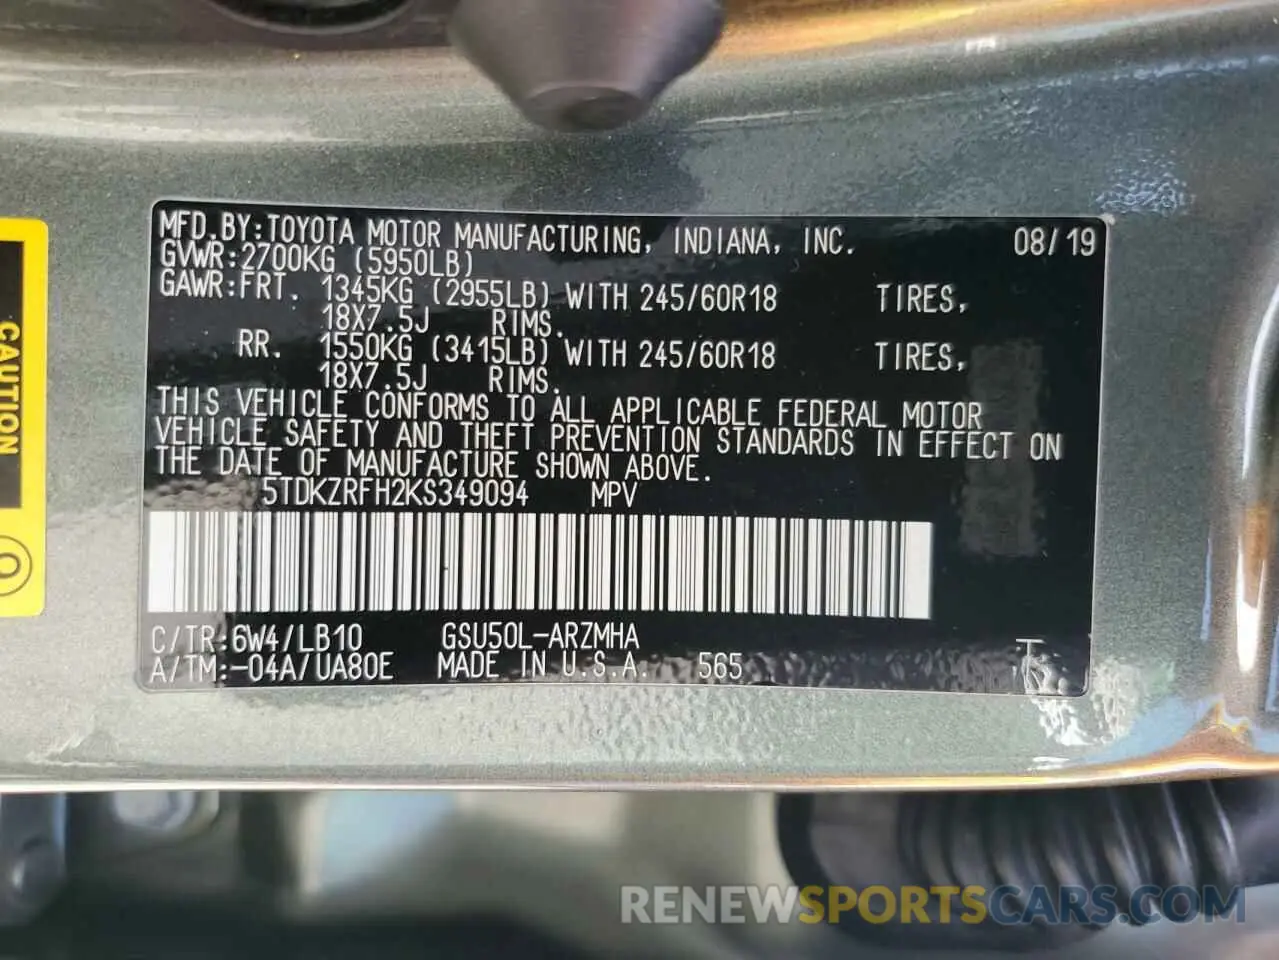 MFD.BY:TOYOTA MOTOR MANUFACTURING, INDIANA, INC. 08/19
GVWR:2700KG (5950LB)
GAWR:FRT. 1345KG (2955LB) WITH 245/60R18 TIRES,
18X7.5J RIMS.
RR. 1550KG (3415LB) WITH 245/60R18 TIRES,
18X7.5J RIMS.
THIS VEHICLE CONFORMS TO ALL APPLICABLE FEDERAL MOTOR
VEHICLE SAFETY AND THEFT PREVENTION STANDARDS IN EFFECT ON
THE DATE OF MANUFACTURE SHOWN ABOVE.
5TDKZRFH2KS349094 MPV
C/TR:6W4/LB10 GSU50L-ARZMHA
A/TM:-04A/UA80E MADE IN U.S.A. 565
CAUTION
RENEWSPORTSCARS.COM